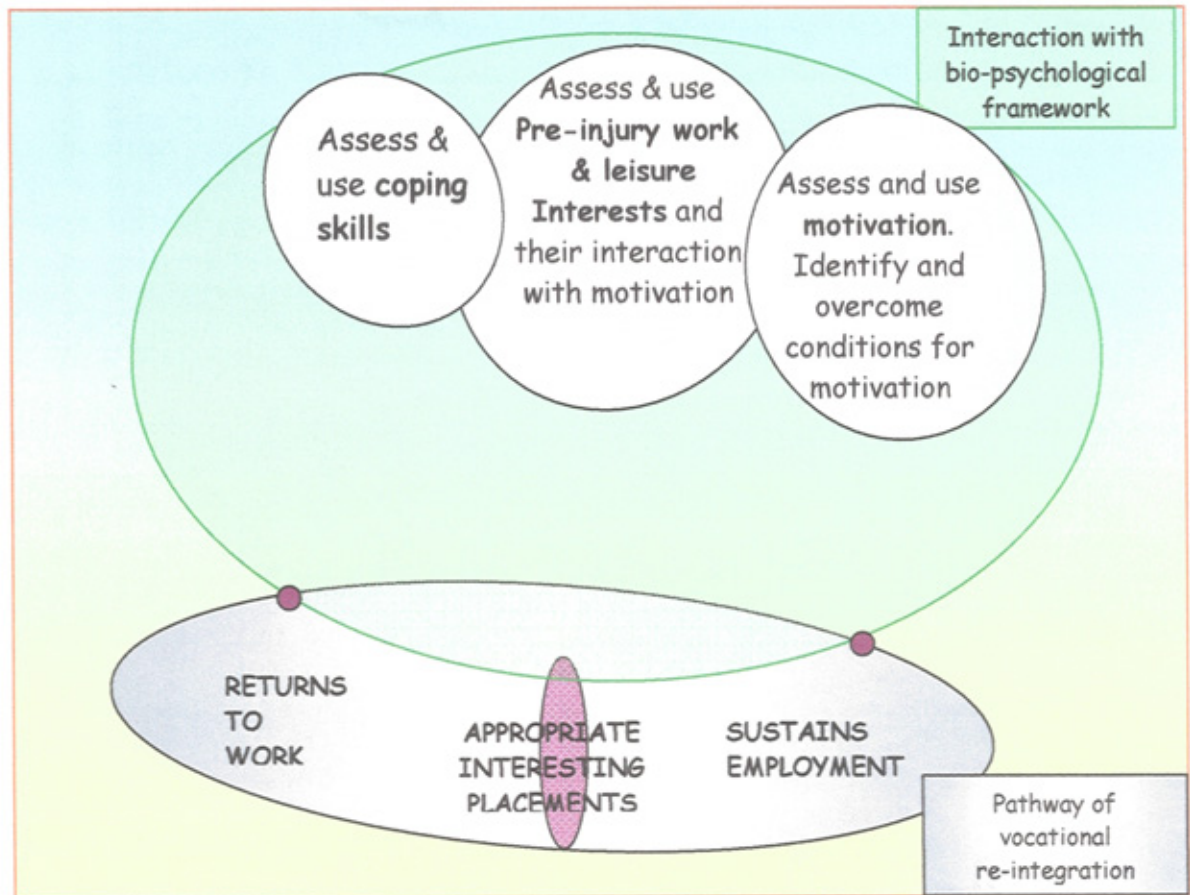 Interaction with
bio-psychological
framework
Assess &
use coping
skills
Assess & use
Pre-injury work
& leisure
Interests and
their interaction
with motivation
Assess and use
motivation.
Identify and
overcome
conditions for
motivation
RETURNS
TO
WORK
APPROPRIATE
INTERESTING
PLACEMENTS
SUSTAINS
EMPLOYMENT
Pathway of
vocational
re-integration